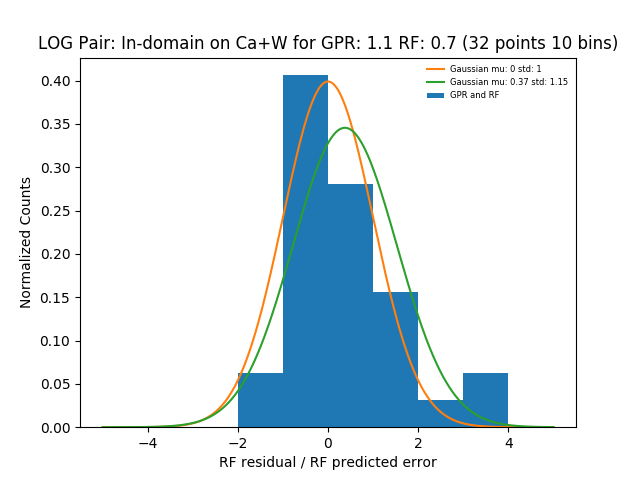 LOG Pair: In-domain on Ca+W for GPR: 1.1 RF: 0.7 (32 points 10 bins)
Gaussian mu: 0 std: 1
Gaussian mu: 0.37 std: 1.15
GPR and RF
Normalized Counts
0.40
0.35
0.30
0.25
0.20
0.15
0.10
0.05
0.00
−4 −2 0 2 4
RF residual / RF predicted error